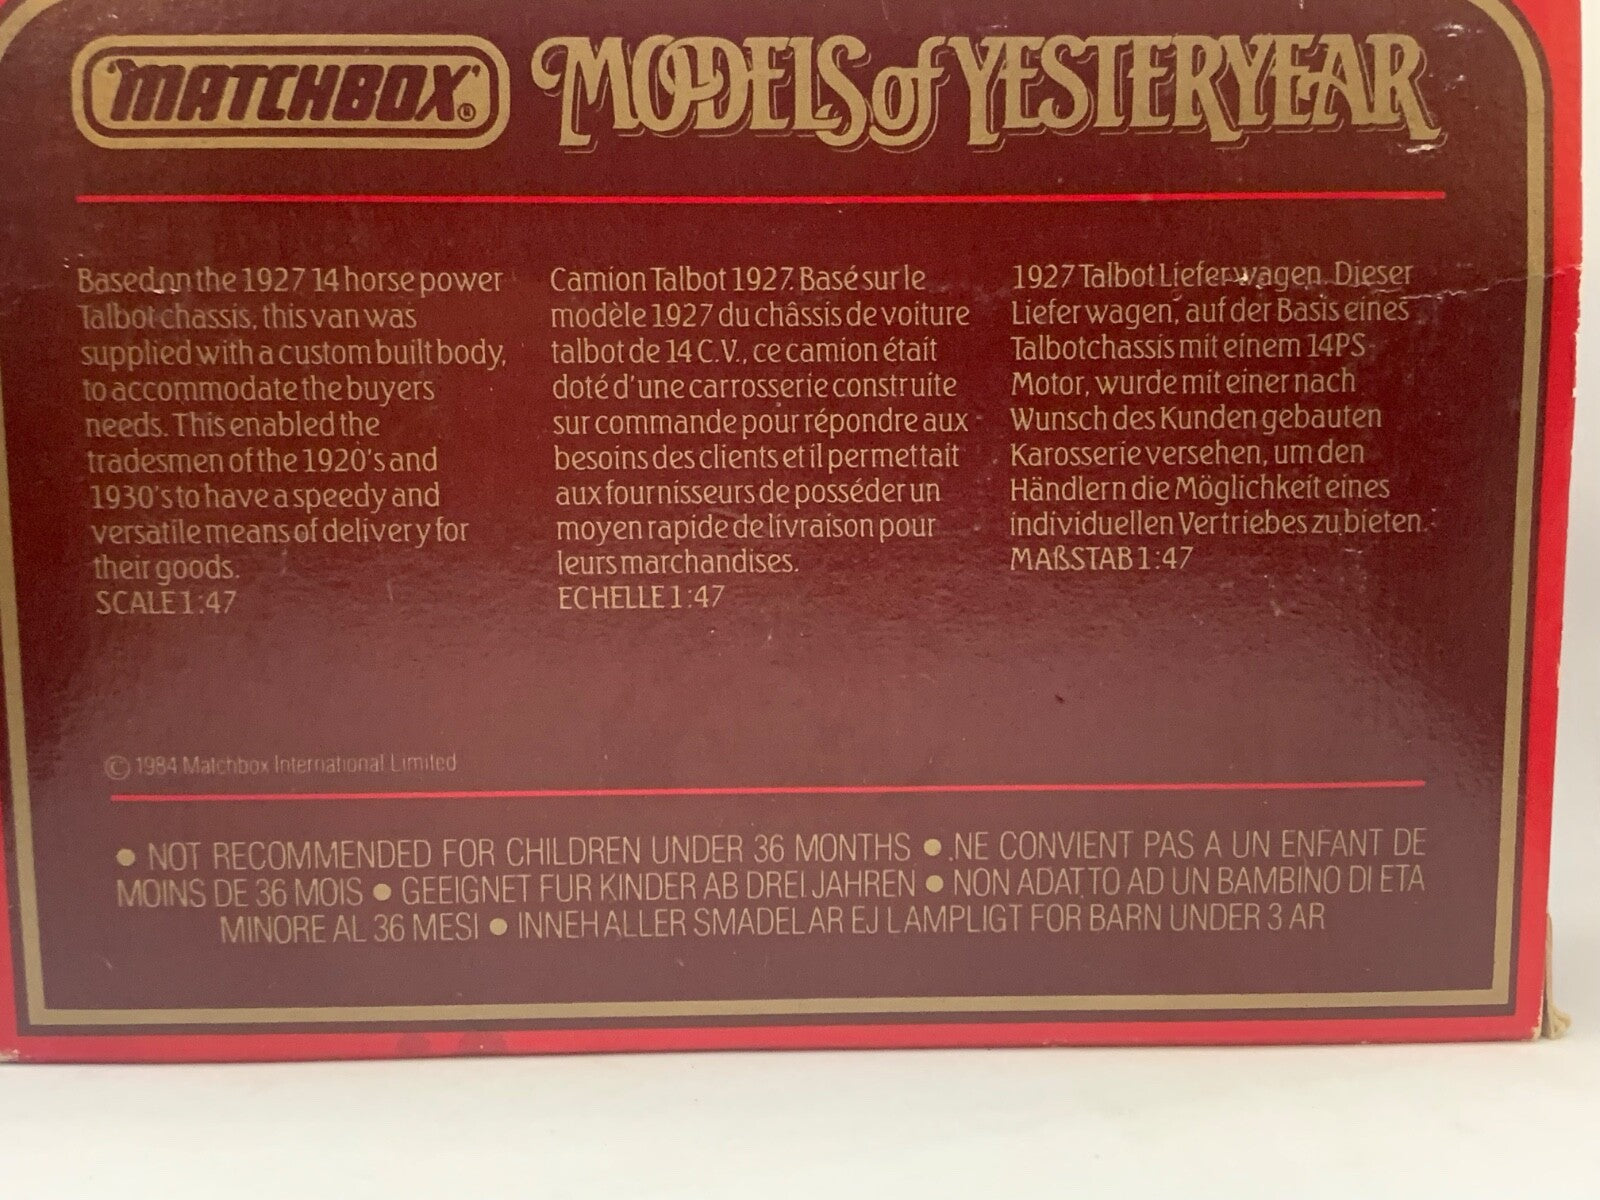 "MATCHBOX"® MODELS of YESTERYEAR
Based on the 1927 14 horse power
Talbot chassis, this van was
supplied with a custom built body,
to accommodate the buyers
needs. This enabled the
tradesmen of the 1920's and
1930's to have a speedy and
versatile means of delivery for
their goods.
SCALE 1:47
Camion Talbot 1927. Basé sur le
modèle 1927 du châssis de voiture
talbot de 14 C.V., ce camion était
doté d'une carrosserie construite
sur commande pour répondre aux
besoins des clients et il permettait
aux fournisseurs de posséder un
moyen rapide de livraison pour
leurs marchandises.
ECHELLE 1:47
1927 Talbot Lieferwagen. Dieser
Lieferwagen, auf der Basis eines
Talbotchassis mit einem 14PS-
Motor, wurde mit einer nach
Wunsch des Kunden gebauten
Karosserie versehen, um den
Händlern die Möglichkeit eines
individuellen Vertriebes zu bieten.
MAßSTAB 1:47
© 1984 Matchbox International Limited
• NOT RECOMMENDED FOR CHILDREN UNDER 36 MONTHS • .NE CONVIENT PAS A UN ENFANT DE
MOINS DE 36 MOIS • GEEIGNET FUR KINDER AB DREI JAHREN • NON ADATTO AD UN BAMBINO DI ETA
MINORE AL 36 MESI • INNEHALLER SMADELAR EJ LAMPLIGT FOR BARN UNDER 3 AR